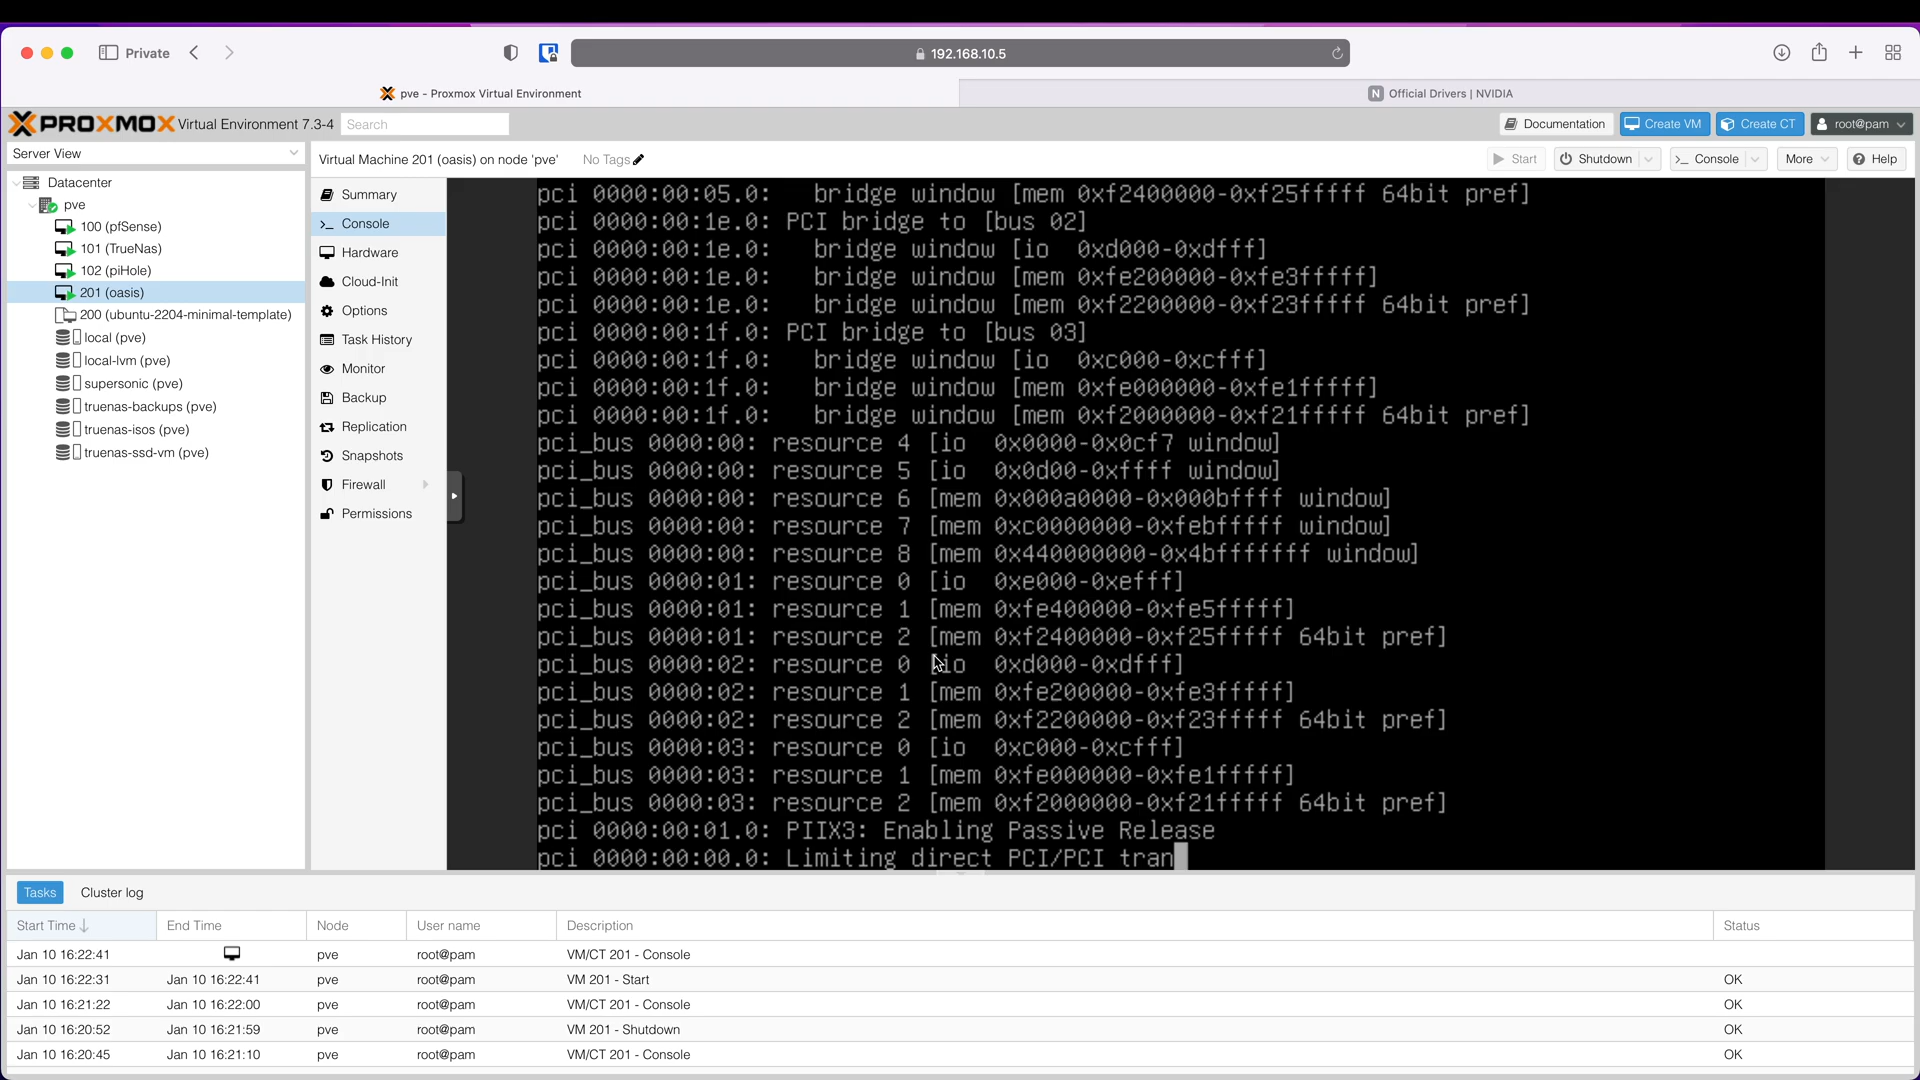 Private
192.168.10.5
pve - Proxmox Virtual Environment
N Official Drivers | NVIDIA
PROXMOX Virtual Environment 7.3-4
Search
Documentation
Create VM
Create CT
root@pam
Server View
Virtual Machine 201 (oasis) on node 'pve'
No Tags
Start
Shutdown
>_ Console
More
Help
Datacenter
pve
100 (pfSense)
101 (TrueNas)
102 (piHole)
201 (oasis)
200 (ubuntu-2204-minimal-template)
local (pve)
local-lvm (pve)
supersonic (pve)
truenas-backups (pve)
truenas-isos (pve)
truenas-ssd-vm (pve)
Summary
>_ Console
Hardware
Cloud-Init
Options
Task History
Monitor
Backup
Replication
Snapshots
Firewall
Permissions
pci 0000:00:05.0:   bridge window [mem 0xf2400000-0xf25fffff 64bit pref]
pci 0000:00:1e.0: PCI bridge to [bus 02]
pci 0000:00:1e.0:   bridge window [io  0xd000-0xdfff]
pci 0000:00:1e.0:   bridge window [mem 0xfe200000-0xfe3fffff]
pci 0000:00:1e.0:   bridge window [mem 0xf2200000-0xf23fffff 64bit pref]
pci 0000:00:1f.0: PCI bridge to [bus 03]
pci 0000:00:1f.0:   bridge window [io  0xc000-0xcfff]
pci 0000:00:1f.0:   bridge window [mem 0xfe000000-0xfe1fffff]
pci 0000:00:1f.0:   bridge window [mem 0xf2000000-0xf21fffff 64bit pref]
pci_bus 0000:00: resource 4 [io  0x0000-0x0cf7 window]
pci_bus 0000:00: resource 5 [io  0x0d00-0xffff window]
pci_bus 0000:00: resource 6 [mem 0x000a0000-0x000bffff window]
pci_bus 0000:00: resource 7 [mem 0xc0000000-0xfebfffff window]
pci_bus 0000:00: resource 8 [mem 0x440000000-0x4bfffffff window]
pci_bus 0000:01: resource 0 [io  0xe000-0xefff]
pci_bus 0000:01: resource 1 [mem 0xfe400000-0xfe5fffff]
pci_bus 0000:01: resource 2 [mem 0xf2400000-0xf25fffff 64bit pref]
pci_bus 0000:02: resource 0 [io  0xd000-0xdfff]
pci_bus 0000:02: resource 1 [mem 0xfe200000-0xfe3fffff]
pci_bus 0000:02: resource 2 [mem 0xf2200000-0xf23fffff 64bit pref]
pci_bus 0000:03: resource 0 [io  0xc000-0xcfff]
pci_bus 0000:03: resource 1 [mem 0xfe000000-0xfe1fffff]
pci_bus 0000:03: resource 2 [mem 0xf2000000-0xf21fffff 64bit pref]
pci 0000:00:01.0: PIIX3: Enabling Passive Release
pci 0000:00:00.0: Limiting direct PCI/PCI tran
Tasks
Cluster log
Start Time End Time Node User name Description Status
Jan 10 16:22:41 pve root@pam VM/CT 201 - Console
Jan 10 16:22:31 Jan 10 16:22:41 pve root@pam VM 201 - Start OK
Jan 10 16:21:22 Jan 10 16:22:00 pve root@pam VM/CT 201 - Console OK
Jan 10 16:20:52 Jan 10 16:21:59 pve root@pam VM 201 - Shutdown OK
Jan 10 16:20:45 Jan 10 16:21:10 pve root@pam VM/CT 201 - Console OK